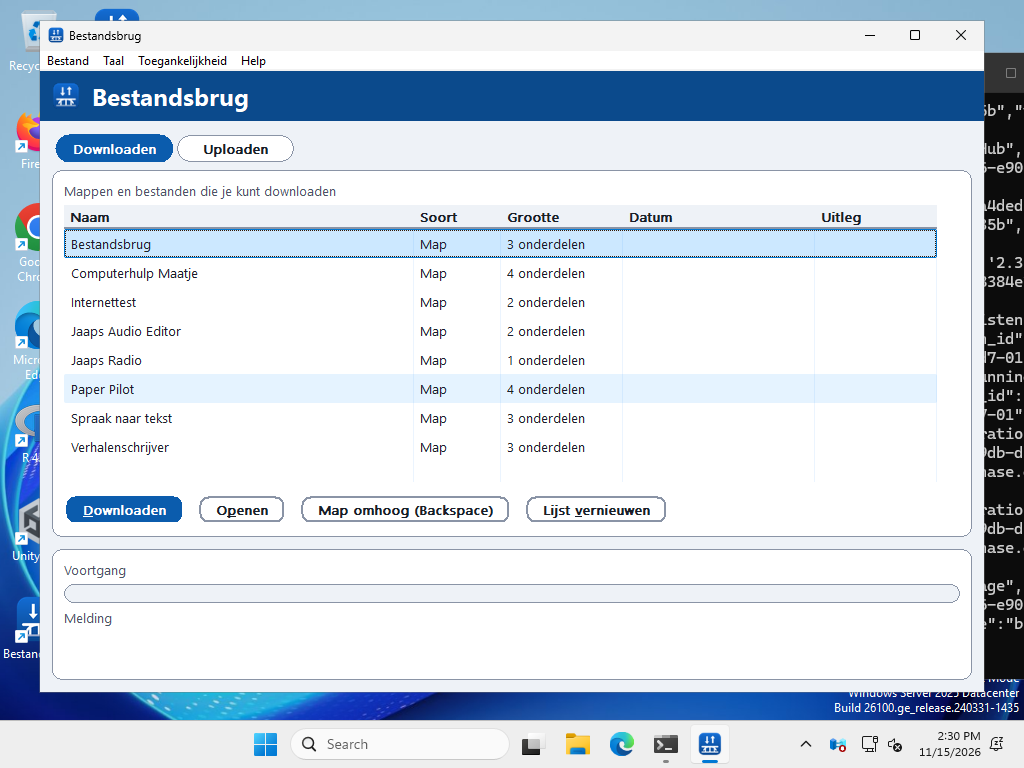 Bestandsbrug
Bestand Taal Toegankelijkheid Help
Bestandsbrug
Downloaden Uploaden
Mappen en bestanden die je kunt downloaden
Naam Soort Grootte Datum Uitleg
Bestandsbrug Map 3 onderdelen
Computerhulp Maatje Map 4 onderdelen
Internettest Map 2 onderdelen
Jaaps Audio Editor Map 2 onderdelen
Jaaps Radio Map 1 onderdelen
Paper Pilot Map 4 onderdelen
Spraak naar tekst Map 3 onderdelen
Verhalenschrijver Map 3 onderdelen
Downloaden Openen Map omhoog (Backspace) Lijst vernieuwen
Voortgang
Melding
Windows Server 2025 Datacenter
Build 26100.ge_release.240331-1435
Search
2:30 PM
11/15/2026